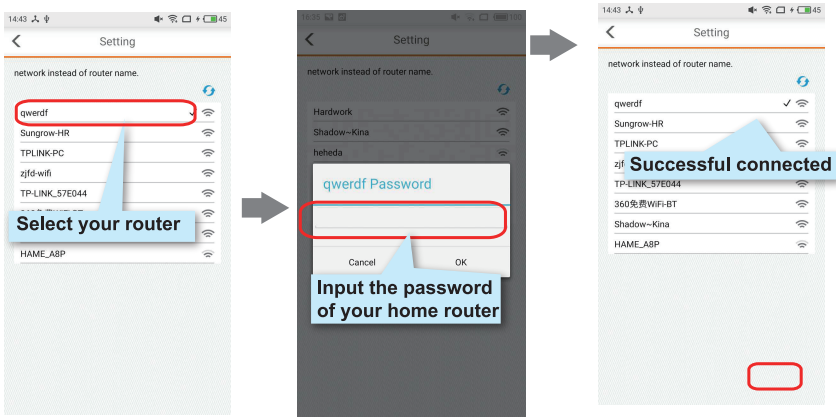 14:43
45
Setting
network instead of router name.
qwerdf
Sungrow-HR
TPLINK-PC
zjfd-wifi
TP-LINK_57E044
Select your router
HAME_A8P
100
Setting
network instead of router name.
Hardwork
Shadow~Kina
heheda
qwerdf Password
Cancel
OK
Input the password
of your home router
14:43
45
Setting
network instead of router name.
qwerdf
Sungrow-HR
TPLINK-PC
Successful connected
TP-LINK_57E044
360免费WiFi-BT
Shadow~Kina
HAME_A8P